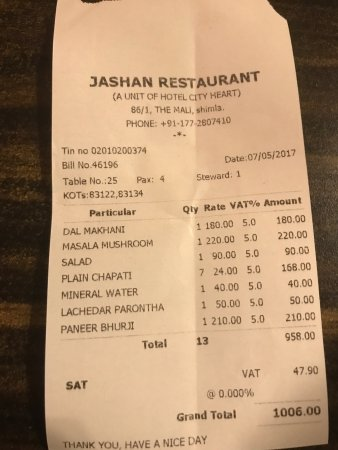 JASHAN RESTAURANT
(A UNIT OF HOTEL CITY HEART)
86/1, THE MALL, shimla.
PHONE: +91-177-2807410
-*-
Tin no 02010200374
Bill No.:46196 Date:07/05/2017
Table No.:25 Pax: 4 Steward: 1
KOTs:83122,83134
Particular Qty Rate VAT% Amount
DAL MAKHANI 1 180.00 5.0 180.00
MASALA MUSHROOM 1 220.00 5.0 220.00
SALAD 1 90.00 5.0 90.00
PLAIN CHAPATI 7 24.00 5.0 168.00
MINERAL WATER 1 40.00 5.0 40.00
LACHEDAR PARONTHA 1 50.00 5.0 50.00
PANEER BHURJI 1 210.00 5.0 210.00
Total 13 958.00
SAT VAT 47.90
@ 0.000%
Grand Total 1006.00
THANK YOU, HAVE A NICE DAY